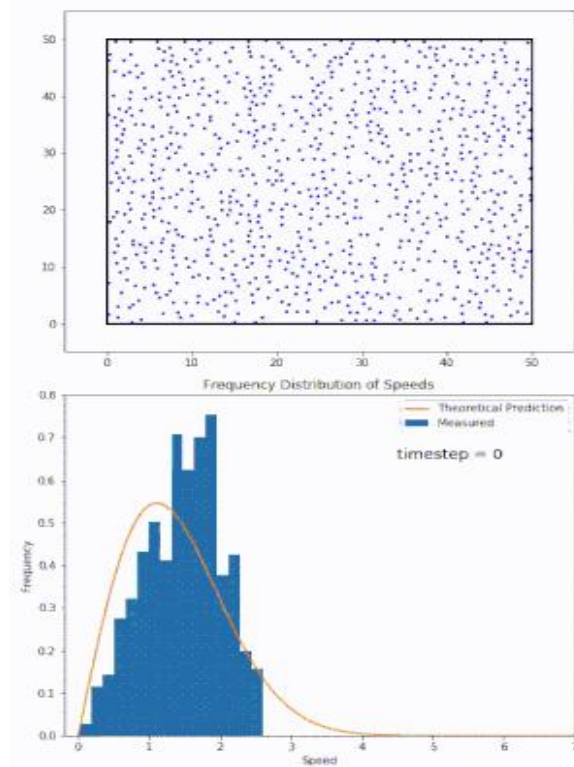 50
40
30
20
10
0
0 10 20 30 40 50
Frequency Distribution of Speeds
0.8
Theoretical Prediction
Measured
0.7
timestep = 0
0.6
0.5
0.4
Frequency
0.3
0.2
0.1
0.0
0 1 2 3 4 5 6 7
Speed